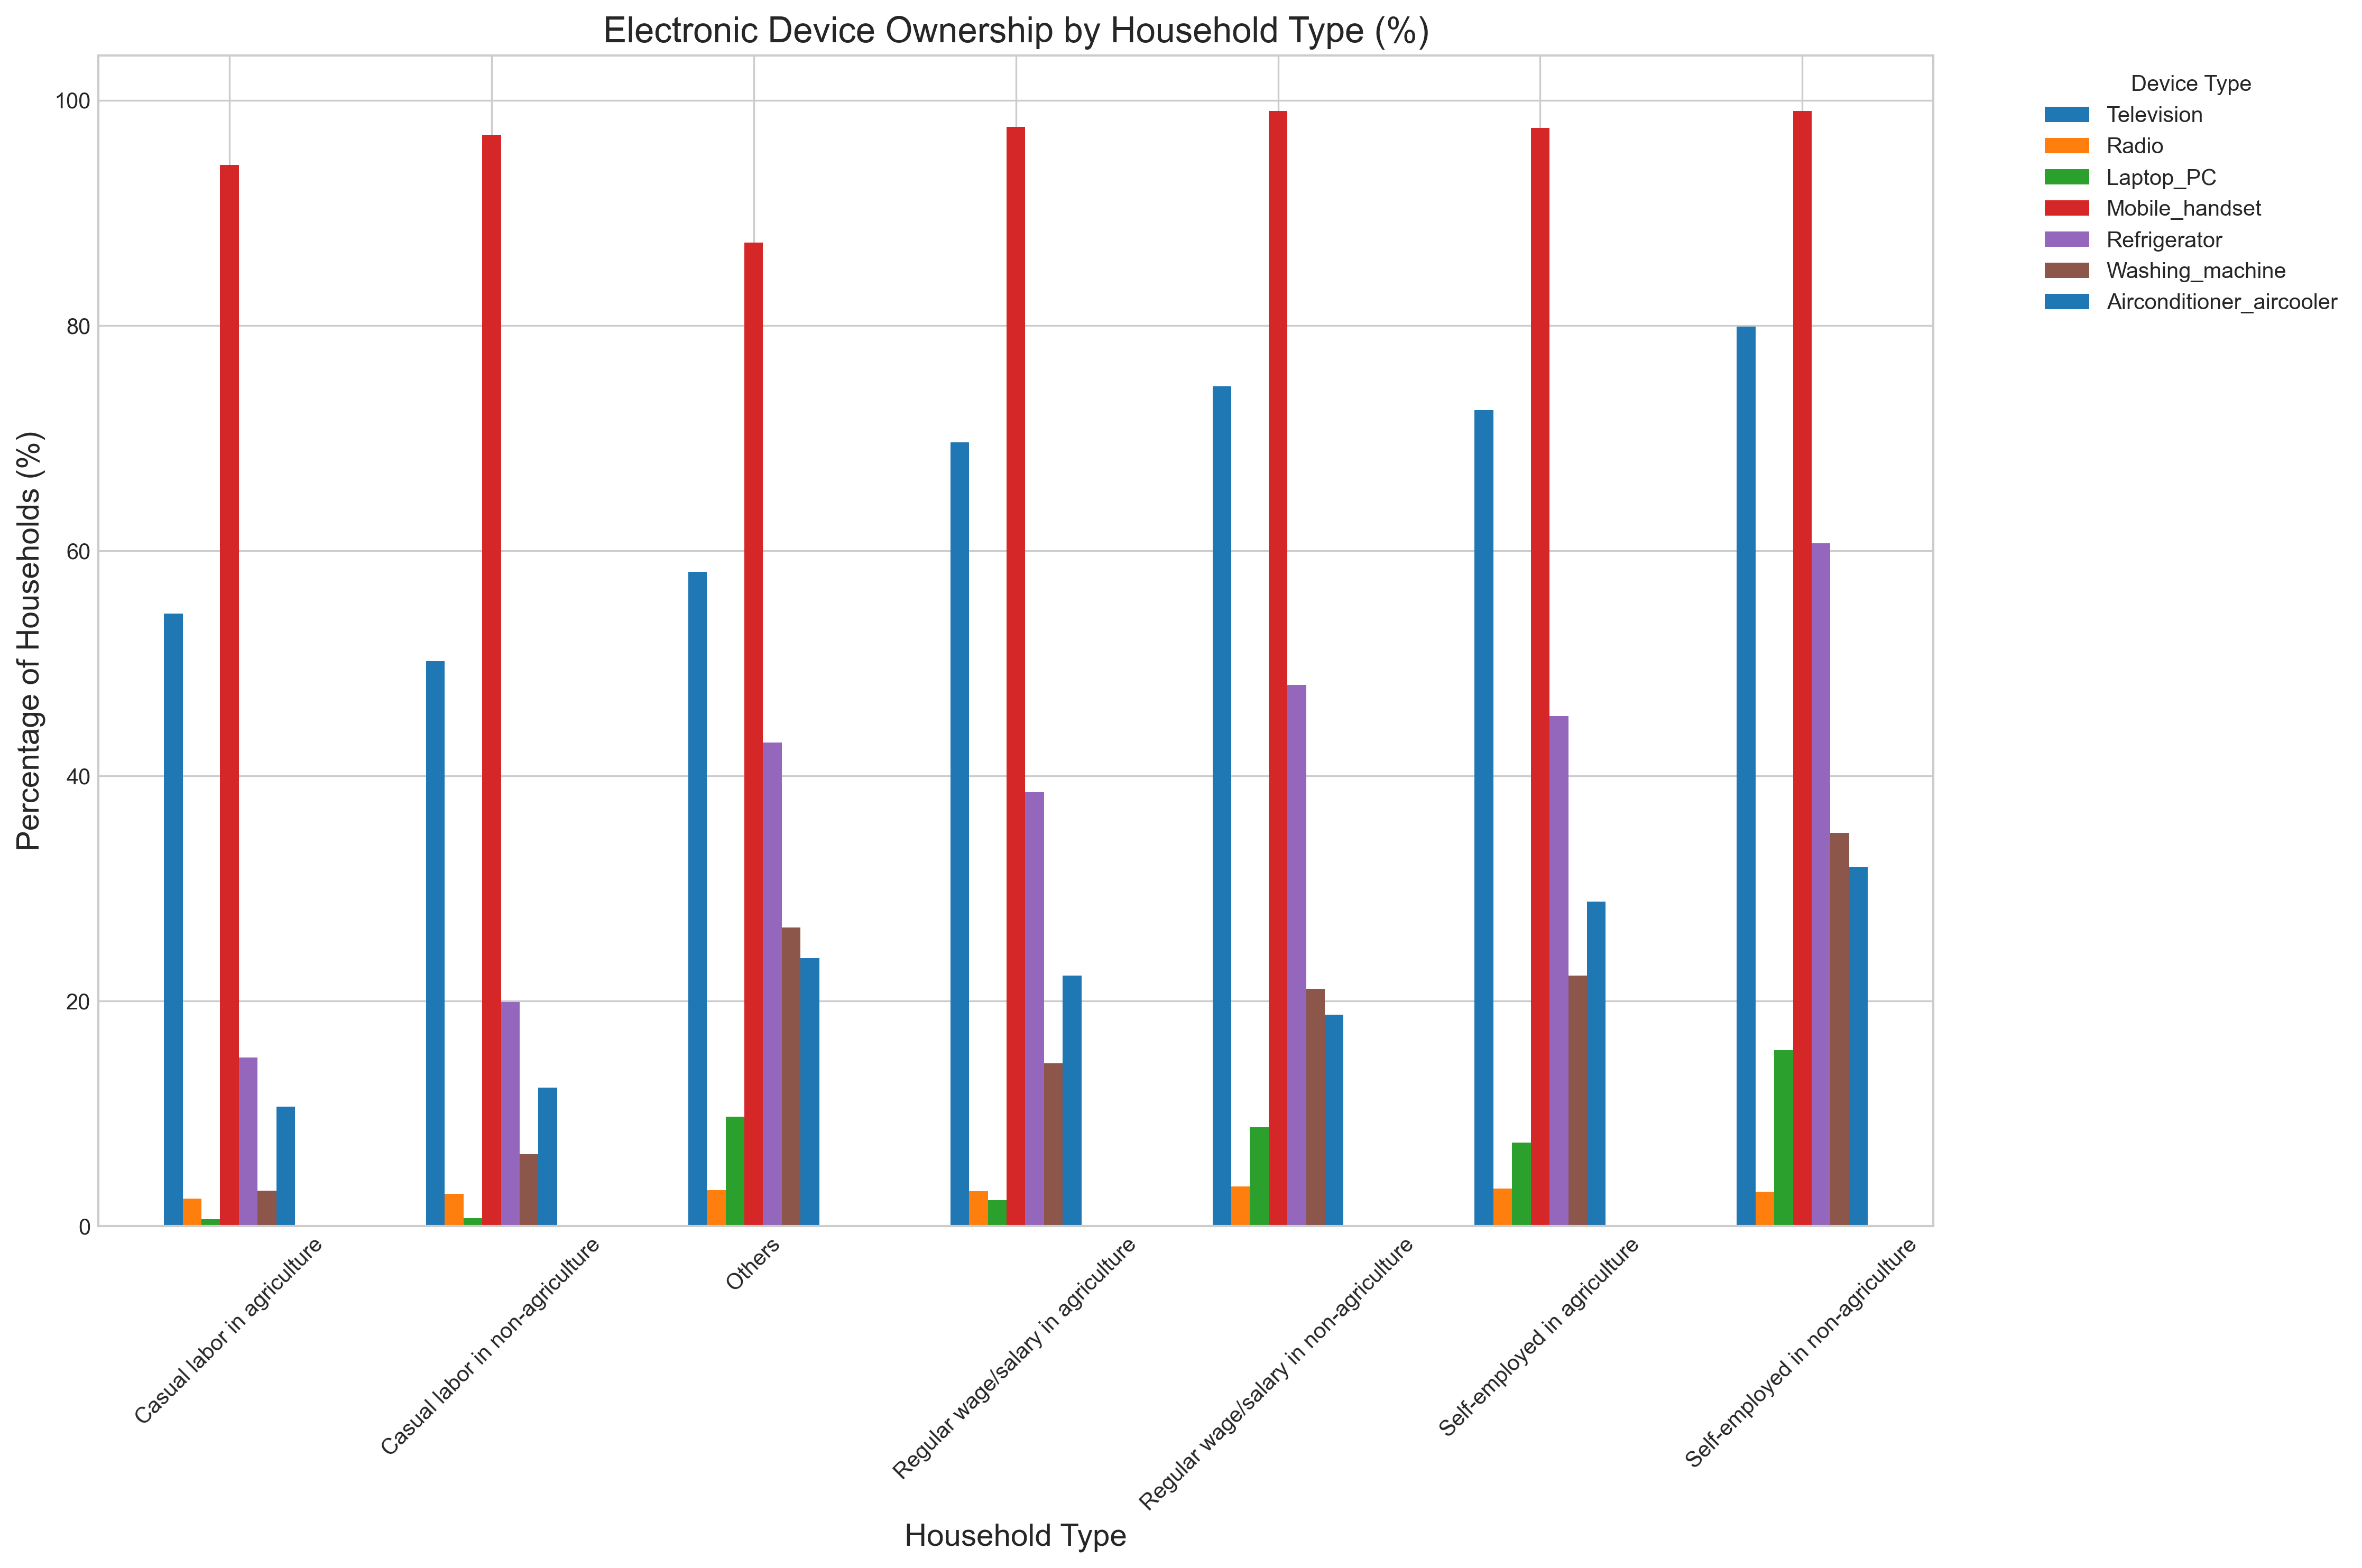 Electronic Device Ownership by Household Type (%)
Device Type
Television
Radio
Laptop_PC
Mobile_handset
Refrigerator
Washing_machine
Airconditioner_aircooler
Percentage of Households (%)
100
80
60
40
20
0
Casual labor in agriculture
Casual labor in non-agriculture
Others
Regular wage/salary in agriculture
Regular wage/salary in non-agriculture
Self-employed in agriculture
Self-employed in non-agriculture
Household Type